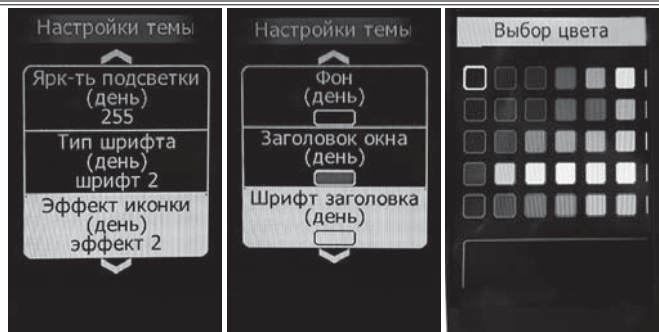 Настройки темы
Ярк-ть подсветки
(день)
255
Тип шрифта
(день)
шрифт 2
Эффект иконки
(день)
эффект 2
Настройки темы
Фон
(день)
Заголовок окна
(день)
Шрифт заголовка
(день)
Выбор цвета